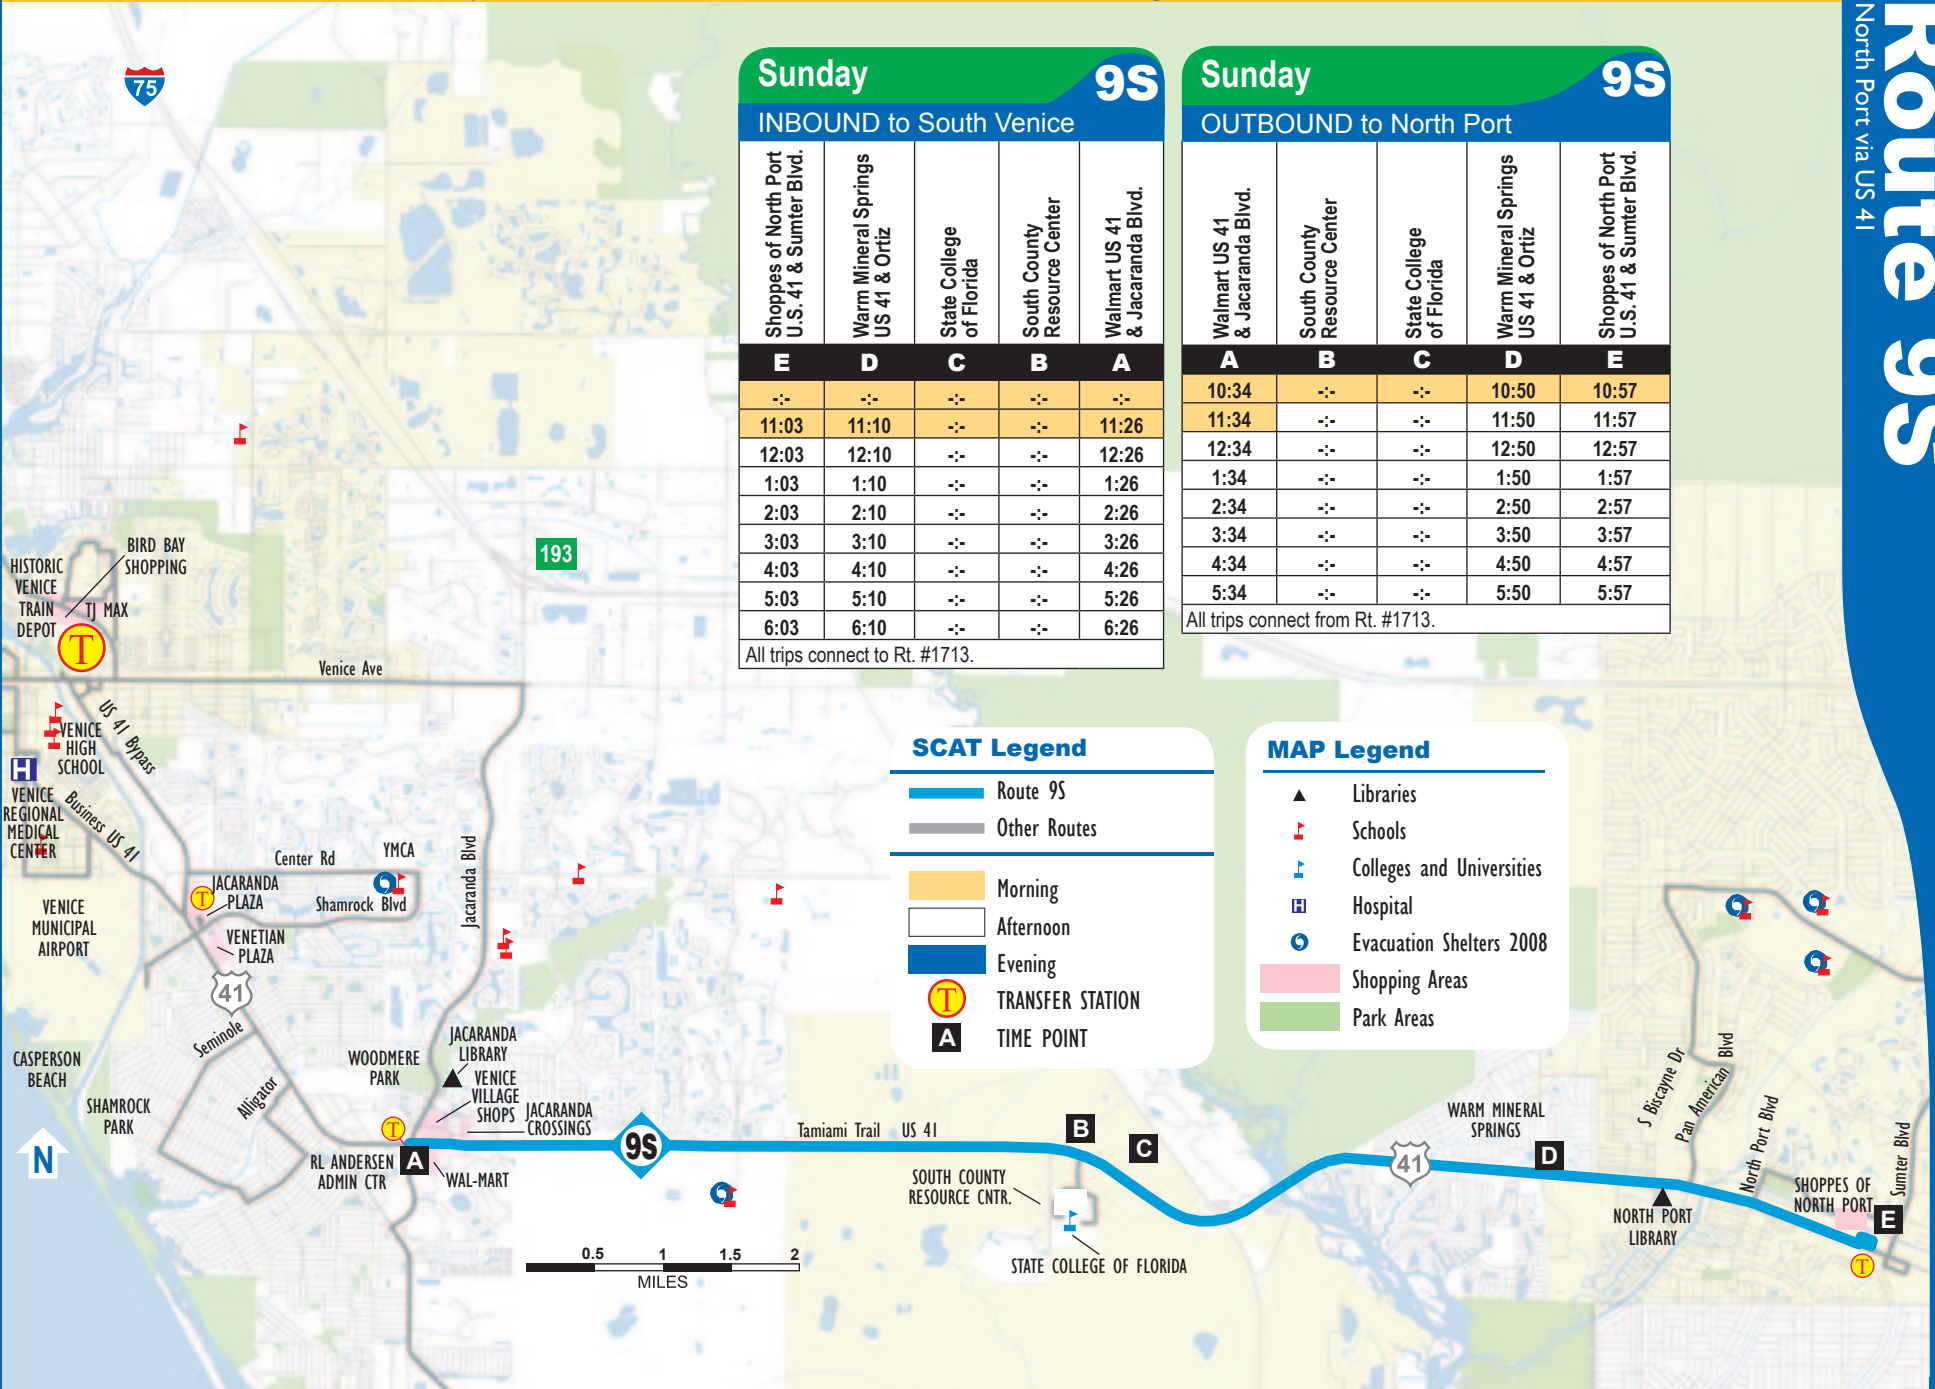 Route 9S
North Port via US 41
75
Sunday 9S
INBOUND to South Venice
Shoppes of North Port
U.S. 41 & Sumter Blvd.
Warm Mineral Springs
US 41 & Ortiz
State College
of Florida
South County
Resource Center
Walmart US 41
& Jacaranda Blvd.
E D C B A
-:- -:- -:- -:- -:-
11:03 11:10 -:- -:- 11:26
12:03 12:10 -:- -:- 12:26
1:03 1:10 -:- -:- 1:26
2:03 2:10 -:- -:- 2:26
3:03 3:10 -:- -:- 3:26
4:03 4:10 -:- -:- 4:26
5:03 5:10 -:- -:- 5:26
6:03 6:10 -:- -:- 6:26
All trips connect to Rt. #1713.
Sunday 9S
OUTBOUND to North Port
Walmart US 41
& Jacaranda Blvd.
South County
Resource Center
State College
of Florida
Warm Mineral Springs
US 41 & Ortiz
Shoppes of North Port
U.S. 41 & Sumter Blvd.
A B C D E
10:34 -:- -:- 10:50 10:57
11:34 -:- -:- 11:50 11:57
12:34 -:- -:- 12:50 12:57
1:34 -:- -:- 1:50 1:57
2:34 -:- -:- 2:50 2:57
3:34 -:- -:- 3:50 3:57
4:34 -:- -:- 4:50 4:57
5:34 -:- -:- 5:50 5:57
All trips connect from Rt. #1713.
193
BIRD BAY
SHOPPING
HISTORIC
VENICE
TRAIN
DEPOT
TJ MAX
T
Venice Ave
US 41 Bypass
VENICE
HIGH
SCHOOL
H
VENICE
REGIONAL
MEDICAL
CENTER
Business US 41
Center Rd
YMCA
Jacaranda Blvd
T
JACARANDA
PLAZA
Shamrock Blvd
VENICE
MUNICIPAL
AIRPORT
VENETIAN
PLAZA
41
Seminole
Alligator
CASPERSON
BEACH
SHAMROCK
PARK
N
WOODMERE
PARK
JACARANDA
LIBRARY
VENICE
VILLAGE
SHOPS
JACARANDA
CROSSINGS
T
RL ANDERSEN
ADMIN CTR
A
WAL-MART
9S
Tamiami Trail US 41
B
C
SOUTH COUNTY
RESOURCE CNTR.
STATE COLLEGE OF FLORIDA
0.5 1 1.5 2
MILES
SCAT Legend
Route 9S
Other Routes
Morning
Afternoon
Evening
T TRANSFER STATION
A TIME POINT
MAP Legend
Libraries
Schools
Colleges and Universities
H Hospital
Evacuation Shelters 2008
Shopping Areas
Park Areas
WARM MINERAL
SPRINGS
41
D
S Biscayne Dr
Pan American Blvd
North Port Blvd
Sumter Blvd
SHOPPES OF
NORTH PORT
E
NORTH PORT
LIBRARY
T